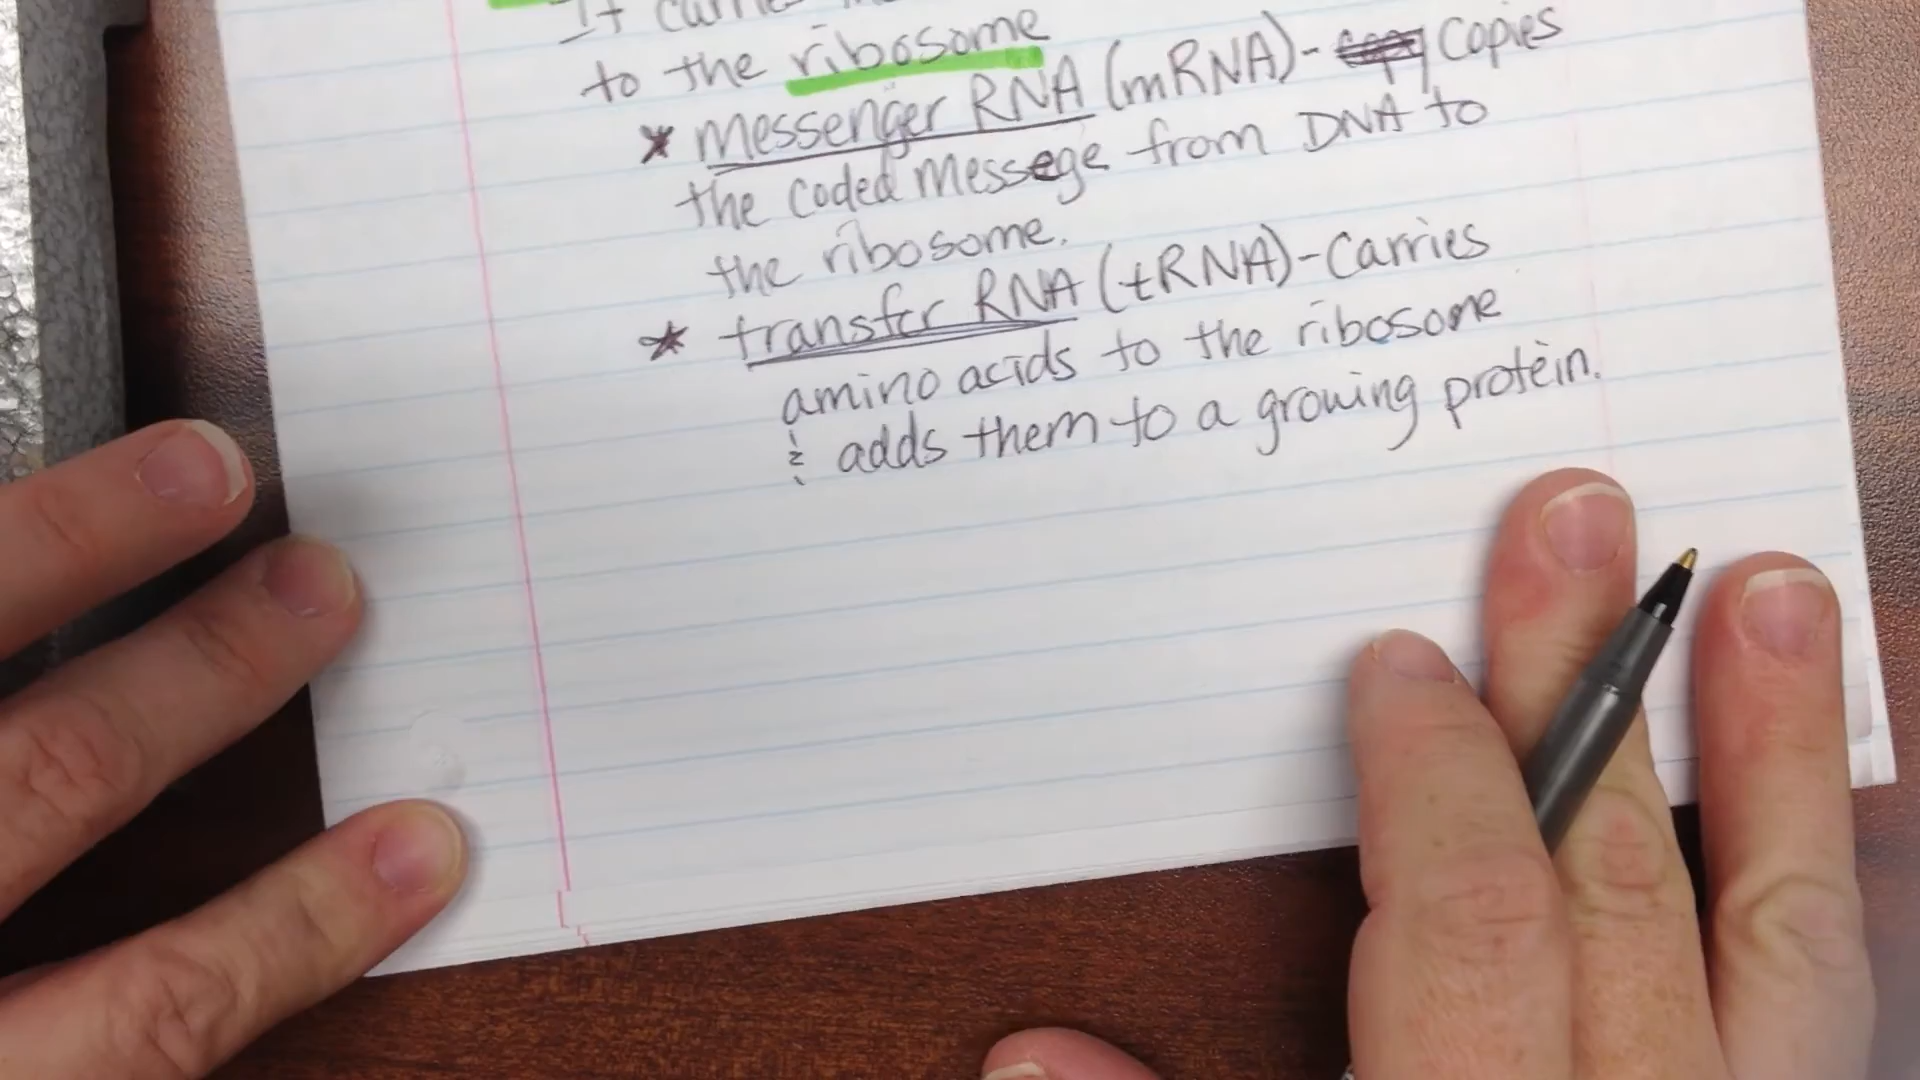 It
to the ribosome
* messenger RNA (mRNA)- Copies
the coded messege from DNA to
the ribosome.
* transfer RNA (tRNA)-Carries
amino acids to the ribosome
& adds them to a growing protein.